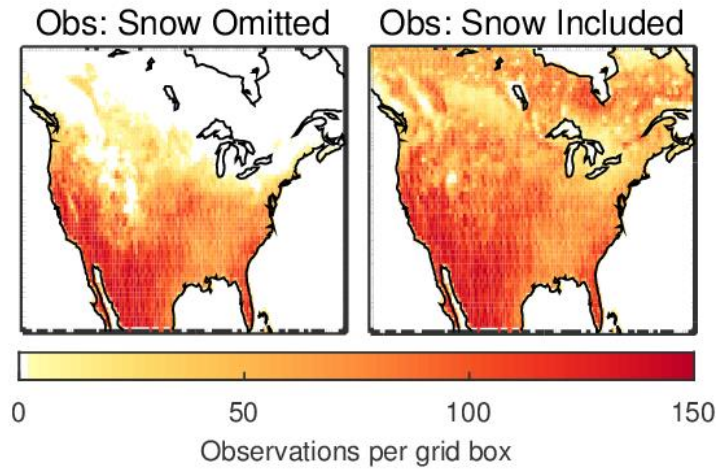 Obs: Snow Omitted
Obs: Snow Included
0 50 100 150
Observations per grid box